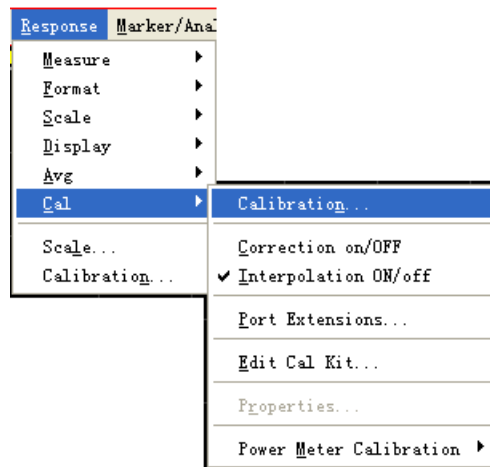 Response Marker/Ana
Measure
Format
Scale
Display
Avg
Cal
Scale...
Calibration...
Calibration...
Correction on/OFF
Interpolation ON/off
Port Extensions...
Edit Cal Kit...
Properties...
Power Meter Calibration